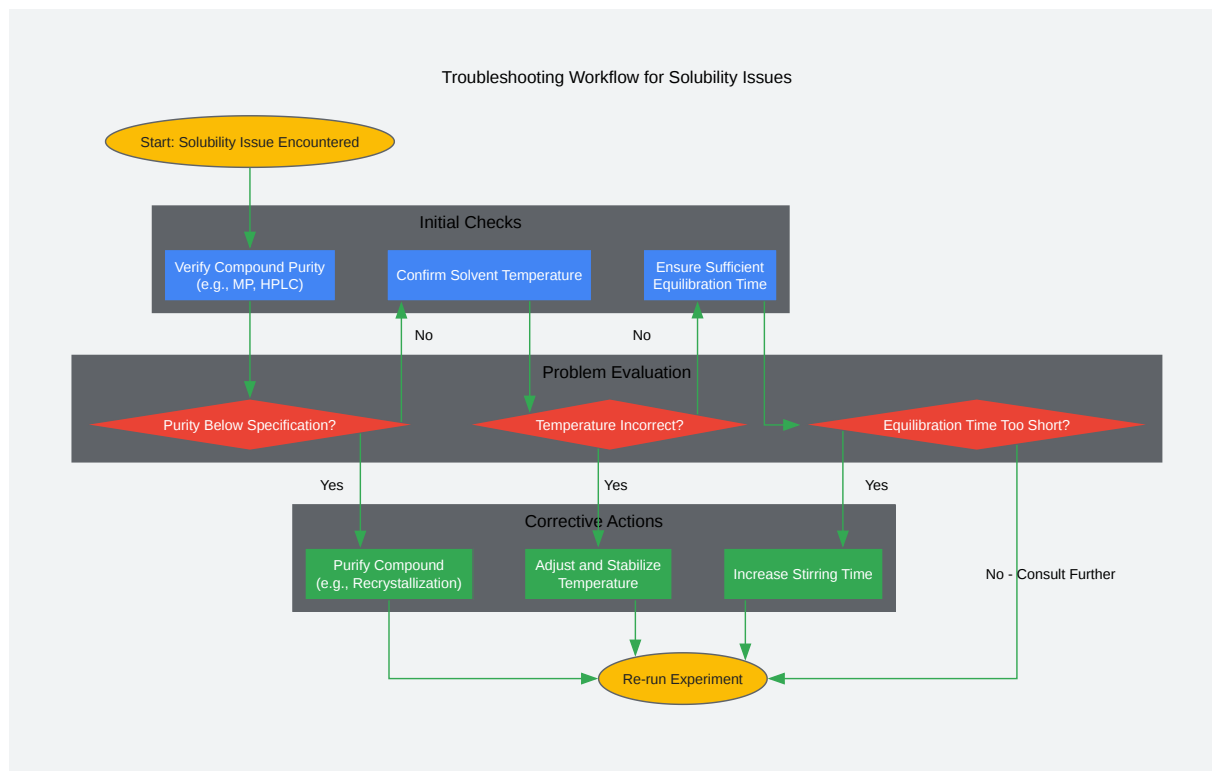 Troubleshooting Workflow for Solubility Issues
Start: Solubility Issue Encountered
Initial Checks
Verify Compound Purity
(e.g., MP, HPLC)
Confirm Solvent Temperature
Ensure Sufficient
Equilibration Time
No
No
Problem Evaluation
Purity Below Specification?
Temperature Incorrect?
Equilibration Time Too Short?
Yes
Yes
Yes
Corrective Actions
Purify Compound
(e.g., Recrystallization)
Adjust and Stabilize
Temperature
Increase Stirring Time
No - Consult Further
Re-run Experiment